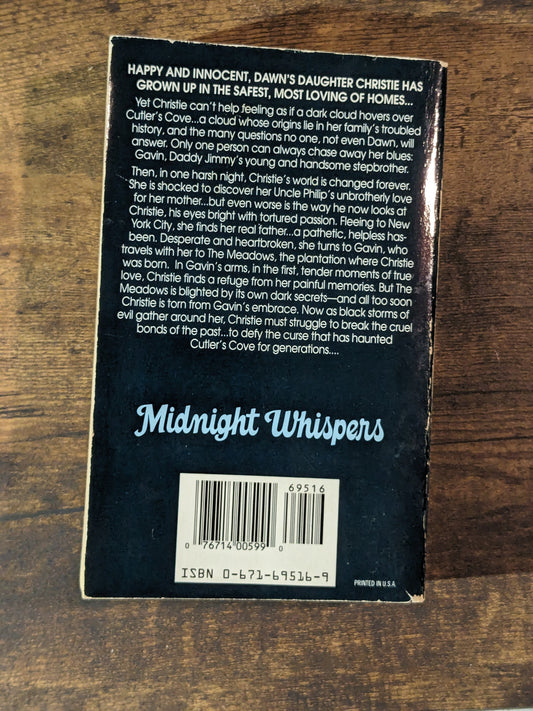 HAPPY AND INNOCENT, DAWN'S DAUGHTER CHRISTIE HAS
GROWN UP IN THE SAFEST, MOST LOVING OF HOMES...
Yet Christie can't help feeling as if a dark cloud hovers over
Cutler's Cove...a cloud whose origins lie in her family's troubled
history, and the many questions no one, not even Dawn, will
answer. Only one person can always chase away her blues:
Gavin, Daddy Jimmy's young and handsome stepbrother.
Then, in one harsh night, Christie's world is changed forever.
She is shocked to discover her Uncle Philip's unbrotherly love
for her mother...but even worse is the way he now looks at
Christie, his eyes bright with tortured passion. Fleeing to New
York City, she finds her real father...a pathetic, helpless has-
been. Desperate and heartbroken, she turns to Gavin, who
travels with her to The Meadows, the plantation where Christie
was born. In Gavin's arms, in the first, tender moments of true
love, Christie finds a refuge from her painful memories. But The
Meadows is blighted by its own dark secrets—and all too soon
Christie is torn from Gavin's embrace. Now as black storms of
evil gather around her, Christie must struggle to break the cruel
bonds of the past...to defy the curse that has haunted
Cutler's Cove for generations....
Midnight Whispers
69516
0 76714 00599 0
ISBN 0-671-69516-9
PRINTED IN U.S.A.